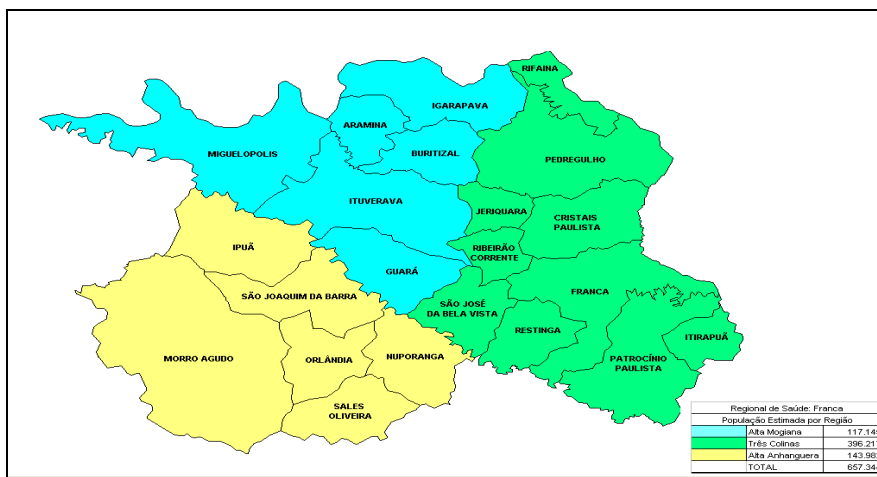 RIFAINA
IGARAPAVA
ARAMINA
MIGUELOPOLIS
BURITIZAL
PEDREGULHO
ITUVERAVA
JERIQUARA
CRISTAIS
PAULISTA
IPUÃ
RIBEIRÃO
CORRENTE
GUARÁ
FRANCA
SÃO JOAQUIM DA BARRA
SÃO JOSÉ
DA BELA VISTA
RESTINGA
ITIRAPUÃ
MORRO AGUDO
ORLÂNDIA
NUPORANGA
PATROCÍNIO
PAULISTA
SALES
OLIVEIRA
Regional de Saúde: Franca
População Estimada por Região
Alta Mogiana
Três Colinas
Alta Anhanguera
TOTAL